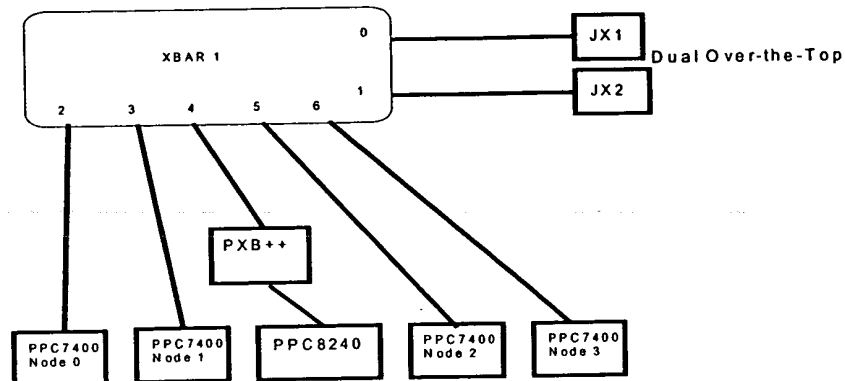 0
JX1
XBAR 1
Dual Over-the-Top
1
JX2
2
3
4
5
6
PXB++
PPC7400
Node 0
PPC7400
Node 1
PPC8240
PPC7400
Node 2
PPC7400
Node 3